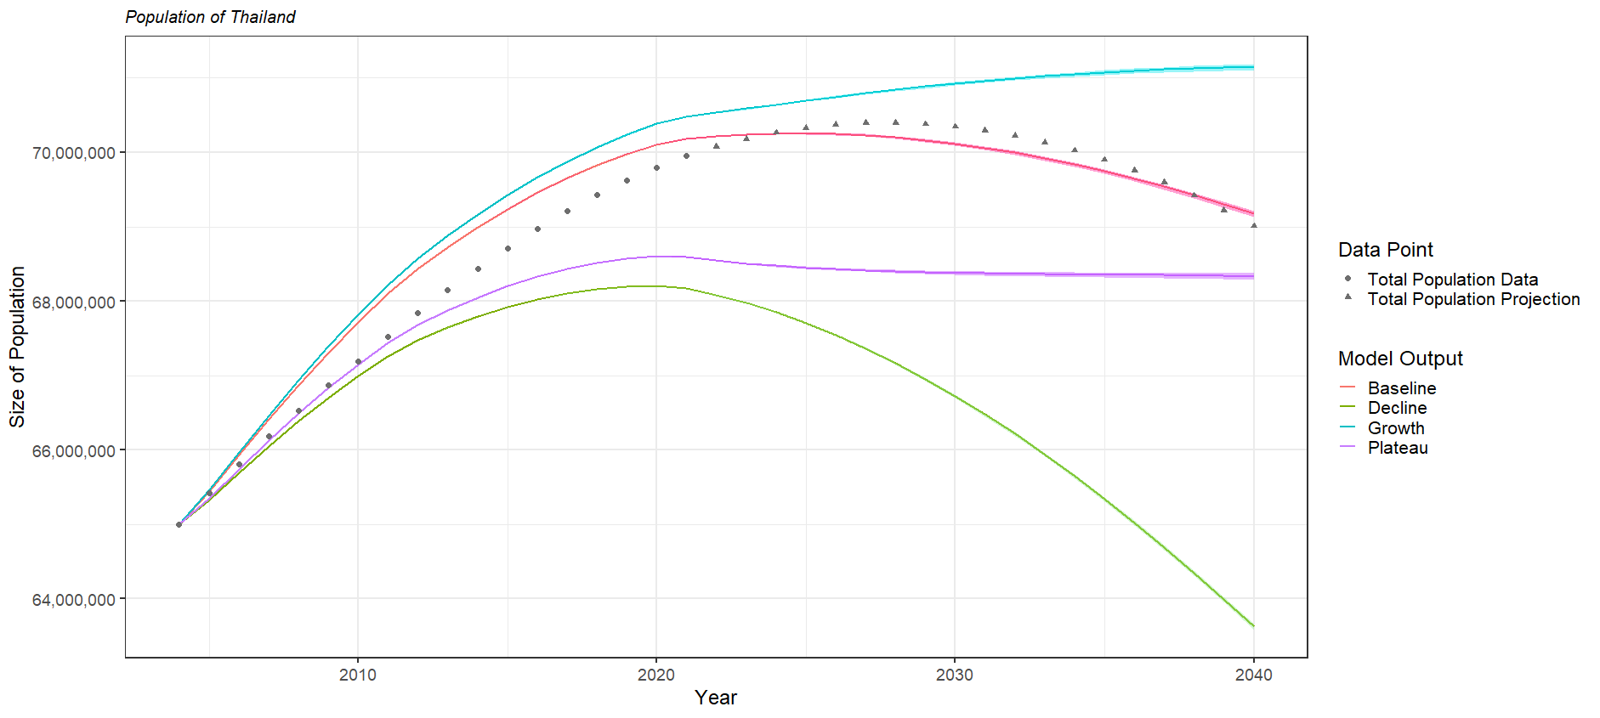 Population of Thailand
Size of Population
70,000,000
68,000,000
66,000,000
64,000,000
2010
2020
2030
2040
Year
Data Point
Total Population Data
Total Population Projection
Model Output
Baseline
Decline
Growth
Plateau